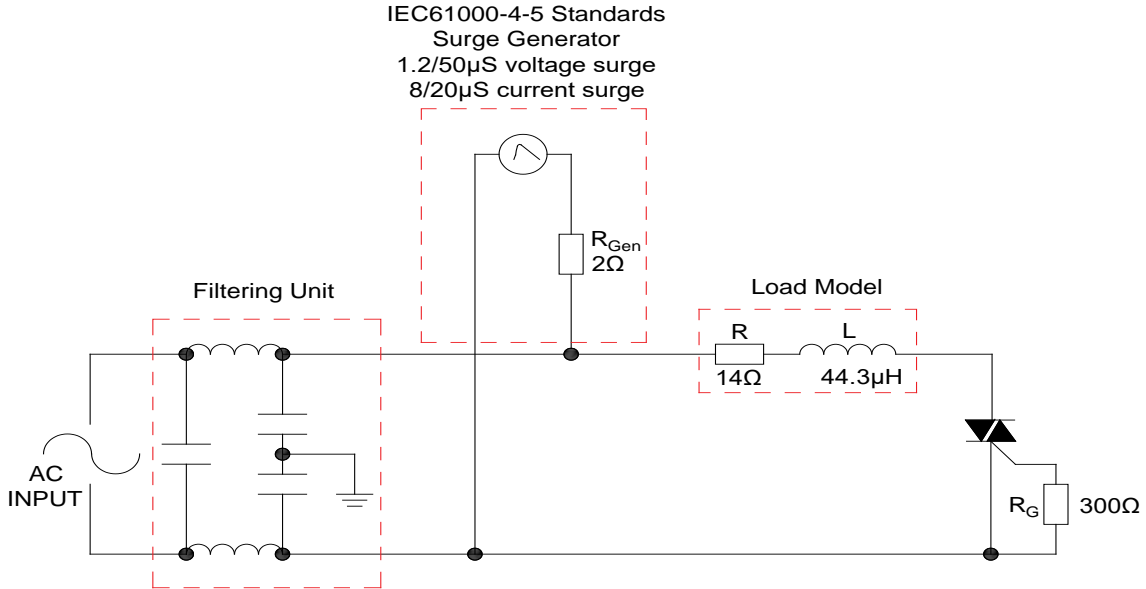 IEC61000-4-5 Standards
Surge Generator
1.2/50µS voltage surge
8/20µS current surge
R_Gen
2Ω
Filtering Unit
Load Model
R
L
14Ω
44.3µH
AC
INPUT
R_G
300Ω